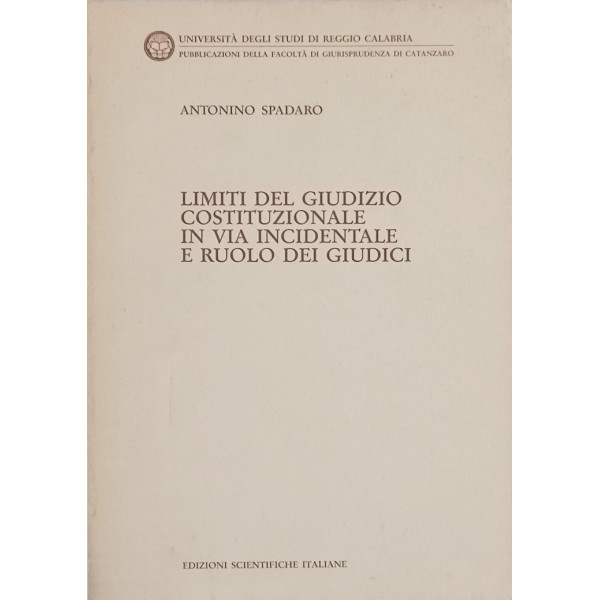 UNIVERSITÀ DEGLI STUDI DI REGGIO CALABRIA
PUBBLICAZIONI DELLA FACOLTÀ DI GIURISPRUDENZA DI CATANZARO
ANTONINO SPADARO
LIMITI DEL GIUDIZIO
COSTITUZIONALE
IN VIA INCIDENTALE
E RUOLO DEI GIUDICI
EDIZIONI SCIENTIFICHE ITALIANE